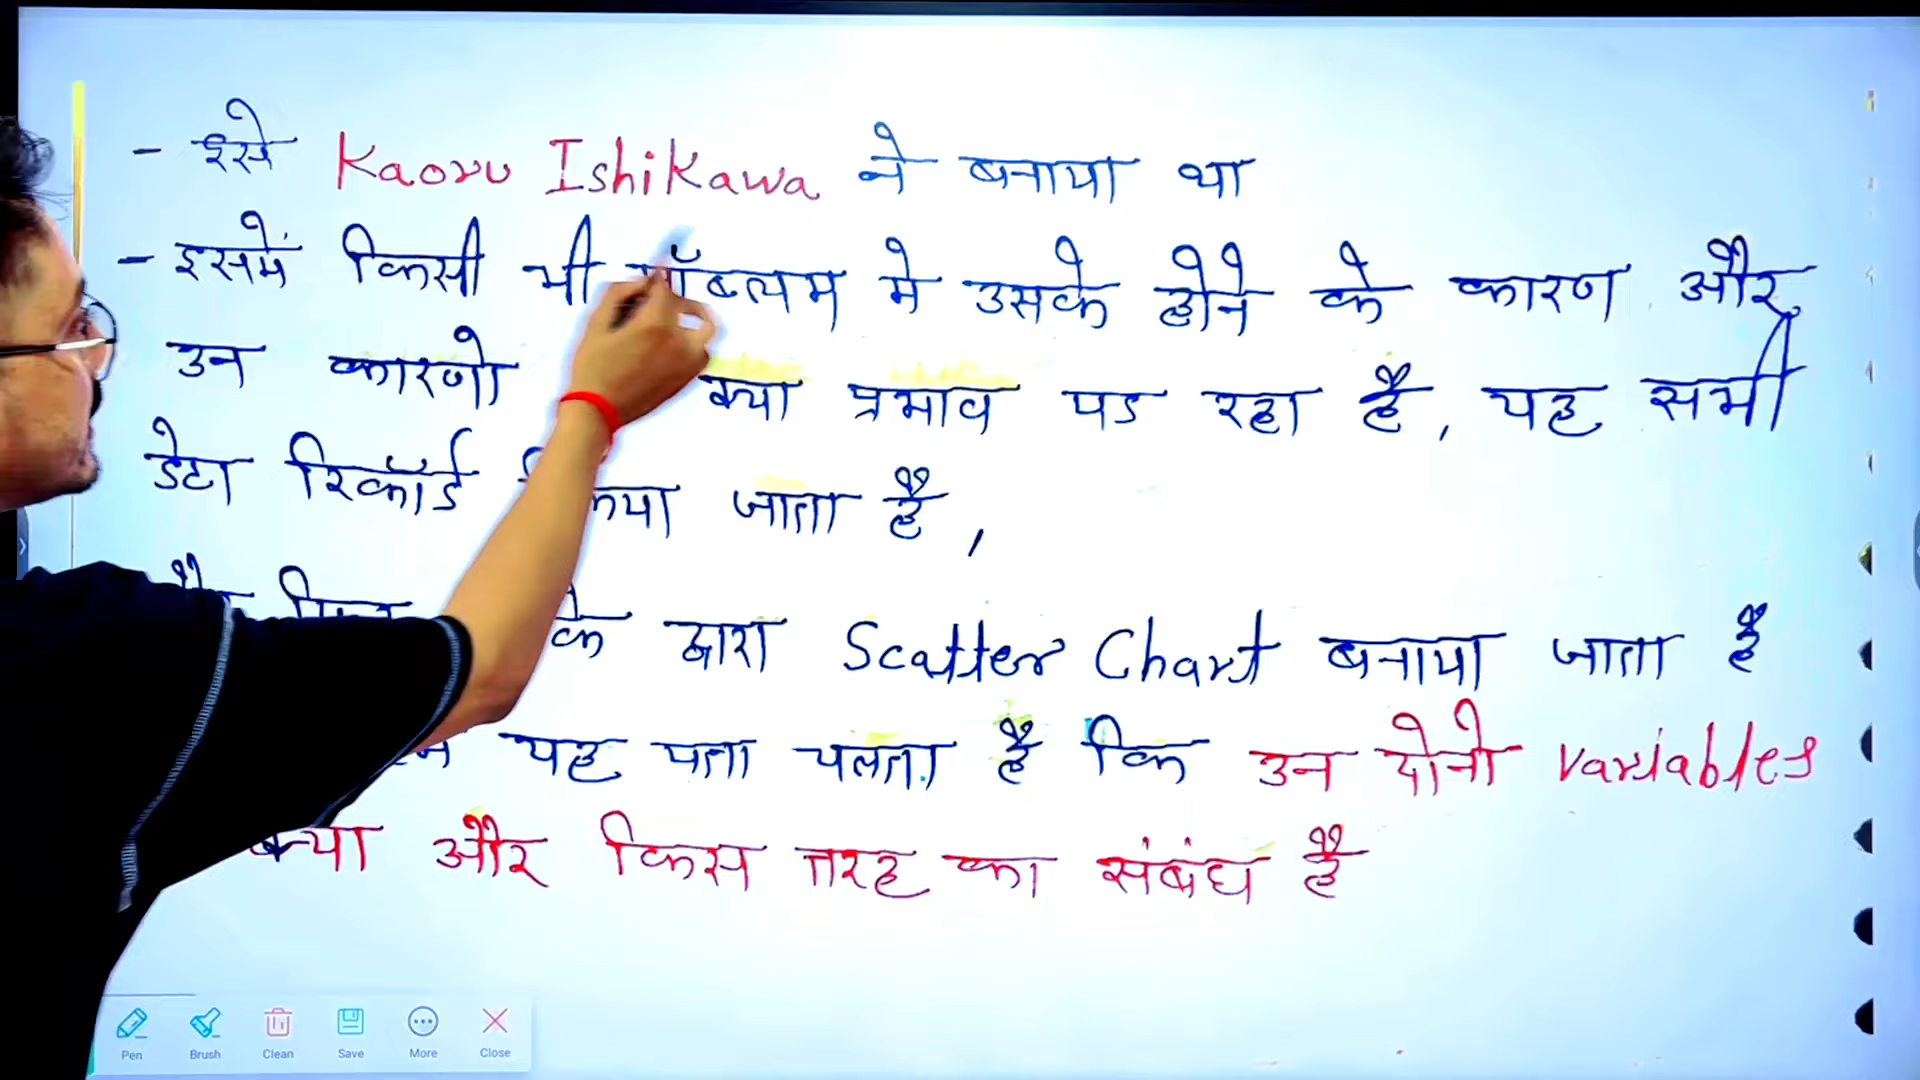 - इसे Kaoru Ishikawa ने बनाया था
- इसमें किसी भी प्रॉब्लम मे उसके होने के कारण और
उन कारणो क्या प्रभाव पड रहा है, यह सभी
डेटा रिकॉर्ड किया जाता है,
के द्वारा Scatter Chart बनाया जाता है
यह पता चलता है कि उन दोनो variables
क्या और किस तरह का संबंध है
Pen Brush Clean Save More Close